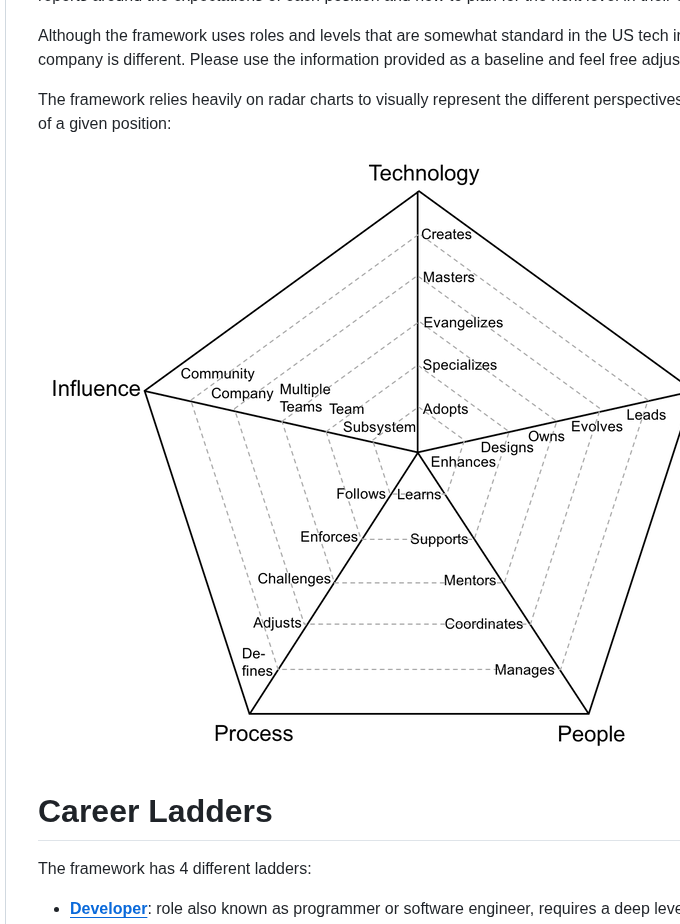 Although the framework uses roles and levels that are somewhat standard in the US tech
company is different. Please use the information provided as a baseline and feel free adjus
The framework relies heavily on radar charts to visually represent the different perspectives
of a given position:
Technology
Creates
Masters
Evangelizes
Specializes
Adopts
Influence
Community
Company
Multiple
Teams
Team
Subsystem
Leads
Evolves
Owns
Designs
Enhances
Follows
Learns
Enforces
Supports
Challenges
Mentors
Adjusts
Coordinates
De-
fines
Manages
Process
People
Career Ladders
The framework has 4 different ladders:
• Developer: role also known as programmer or software engineer, requires a deep leve